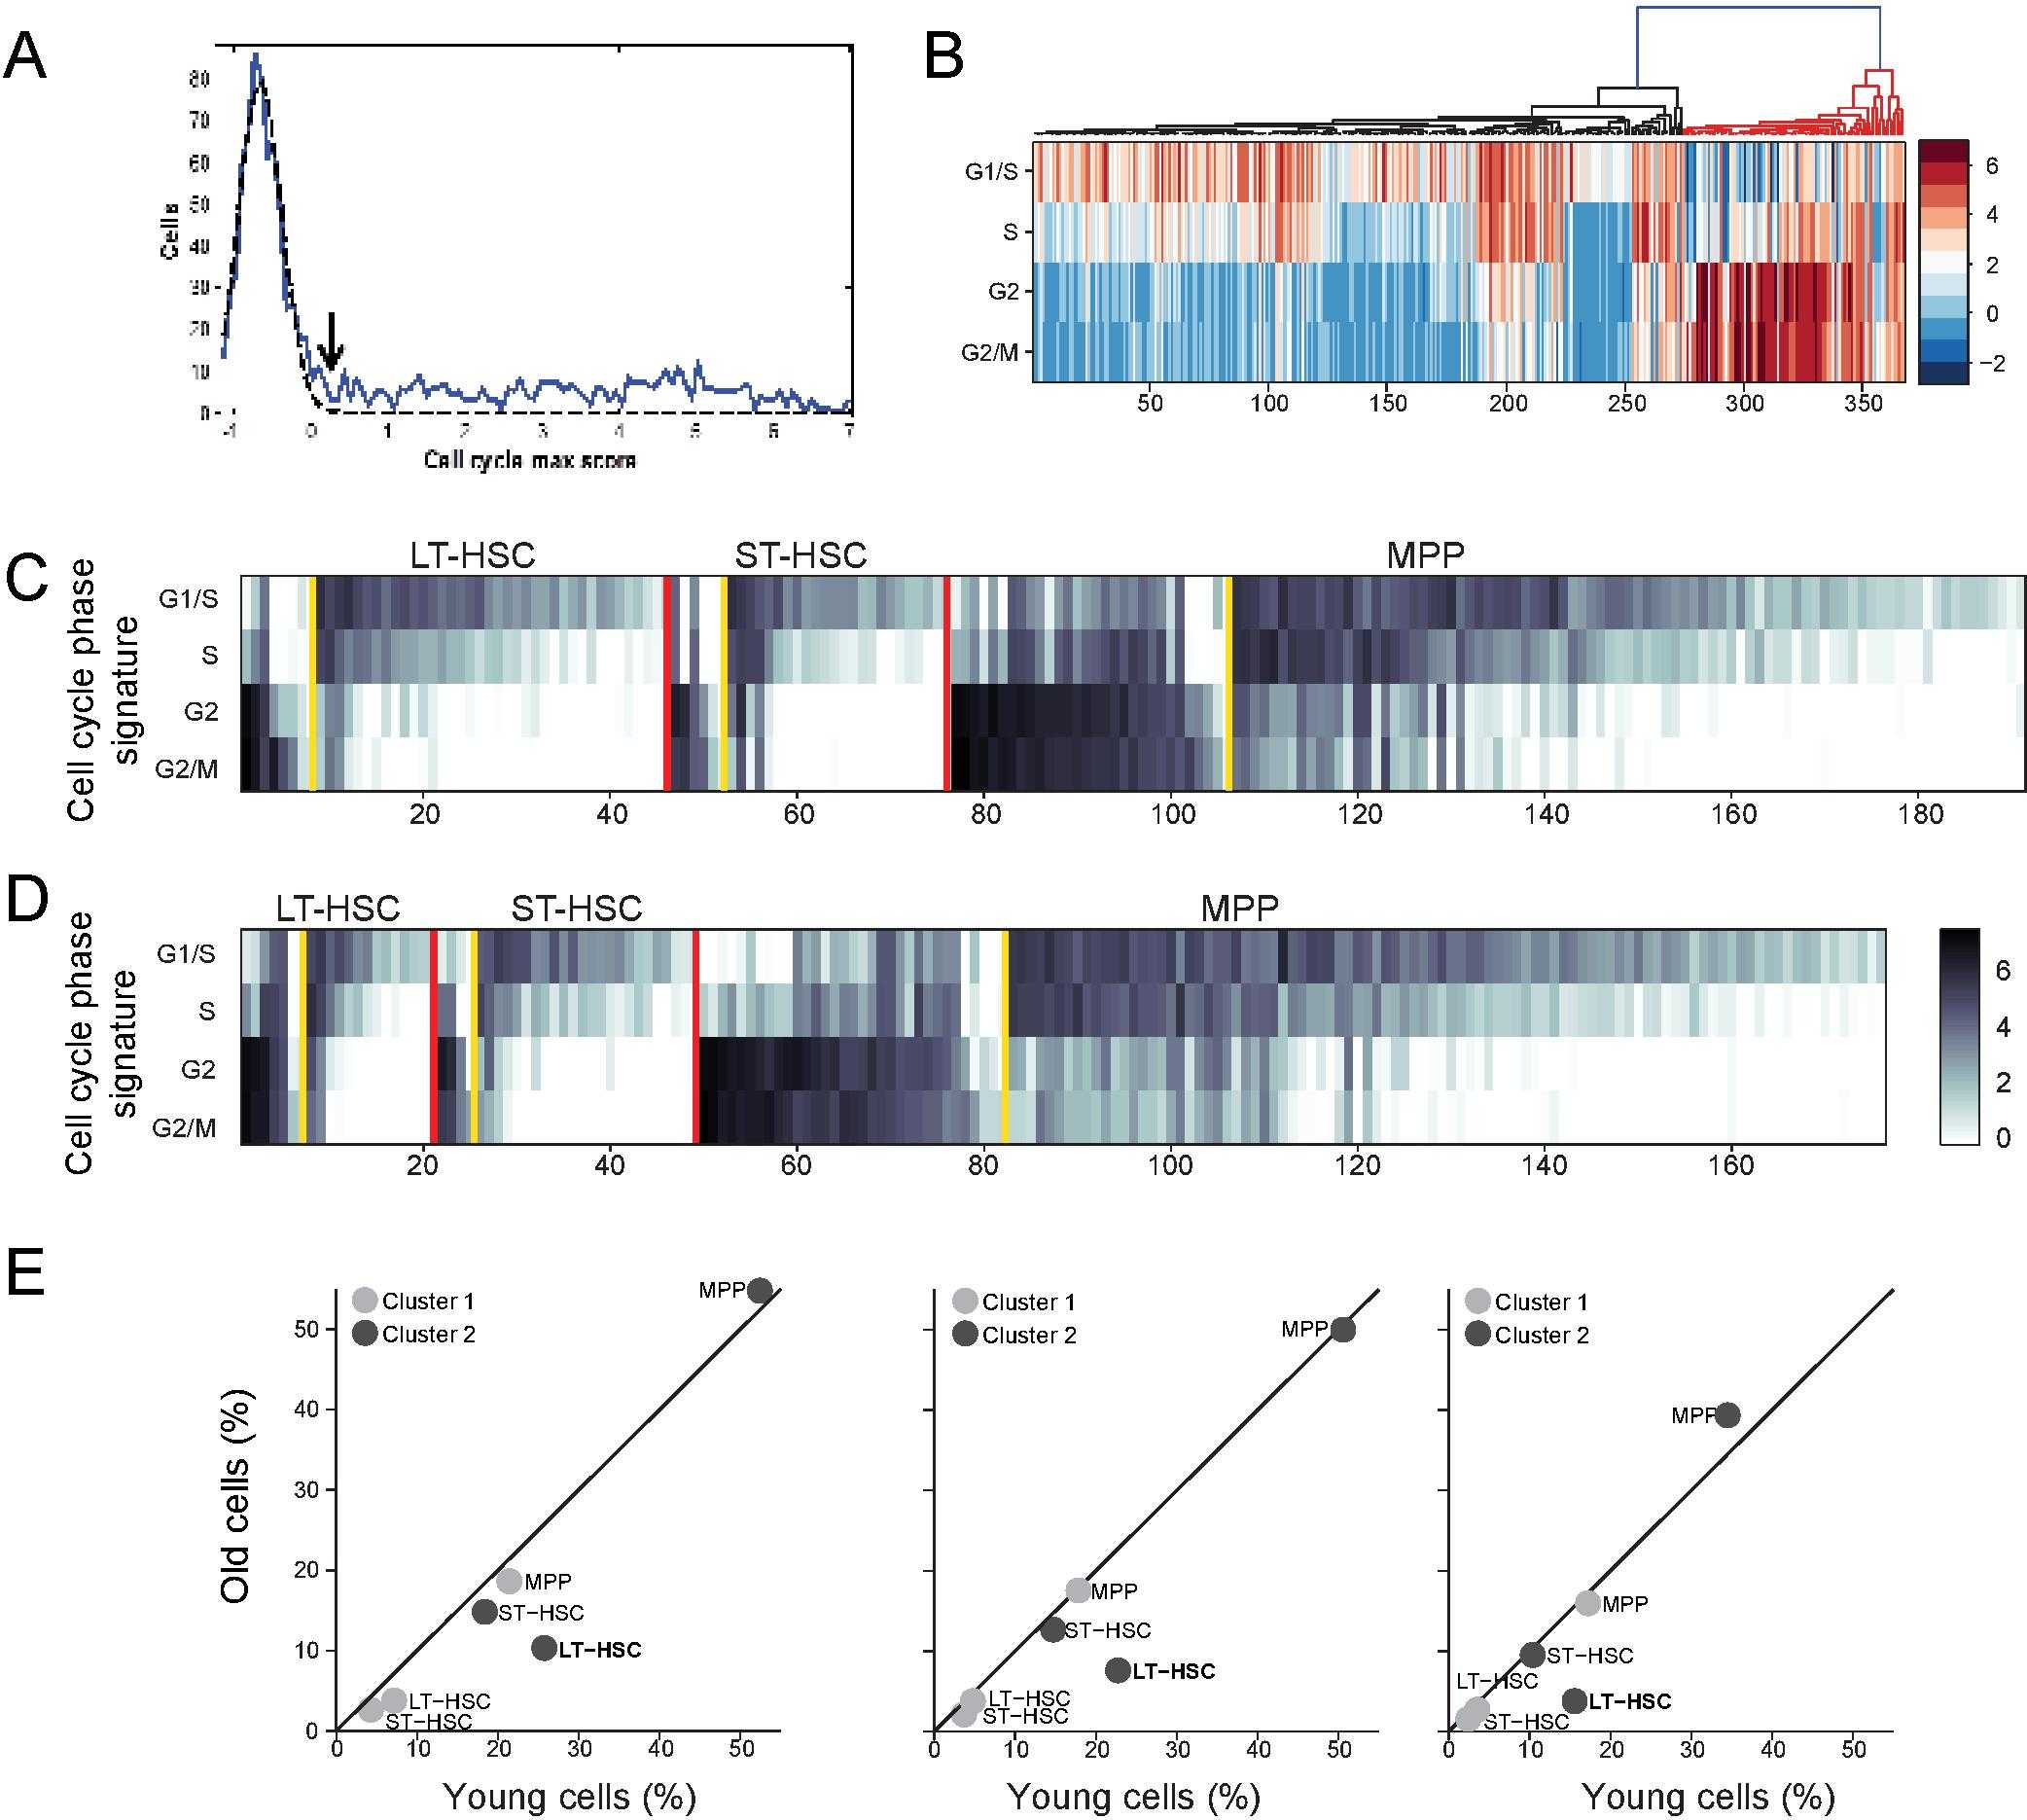 A
80
70
60
50
40
30
20
10
0
Cells
-1 0 1 2 3 4 5 6 7
Cell cycle max score
B
G1/S
S
G2
G2/M
50 100 150 200 250 300 350
6
4
2
0
−2
C
LT-HSC ST-HSC MPP
Cell cycle phase
signature
G1/S
S
G2
G2/M
20 40 60 80 100 120 140 160 180
D
LT-HSC ST-HSC MPP
Cell cycle phase
signature
G1/S
S
G2
G2/M
20 40 60 80 100 120 140 160
6
4
2
0
E
Old cells (%)
50
40
30
20
10
0
Cluster 1
Cluster 2
MPP
MPP
ST−HSC
LT−HSC
LT−HSC
ST−HSC
0 10 20 30 40 50
Young cells (%)
Cluster 1
Cluster 2
MPP
MPP
ST−HSC
LT−HSC
LT−HSC
ST−HSC
0 10 20 30 40 50
Young cells (%)
Cluster 1
Cluster 2
MPP
MPP
ST−HSC
LT−HSC
LT−HSC
ST−HSC
0 10 20 30 40 50
Young cells (%)